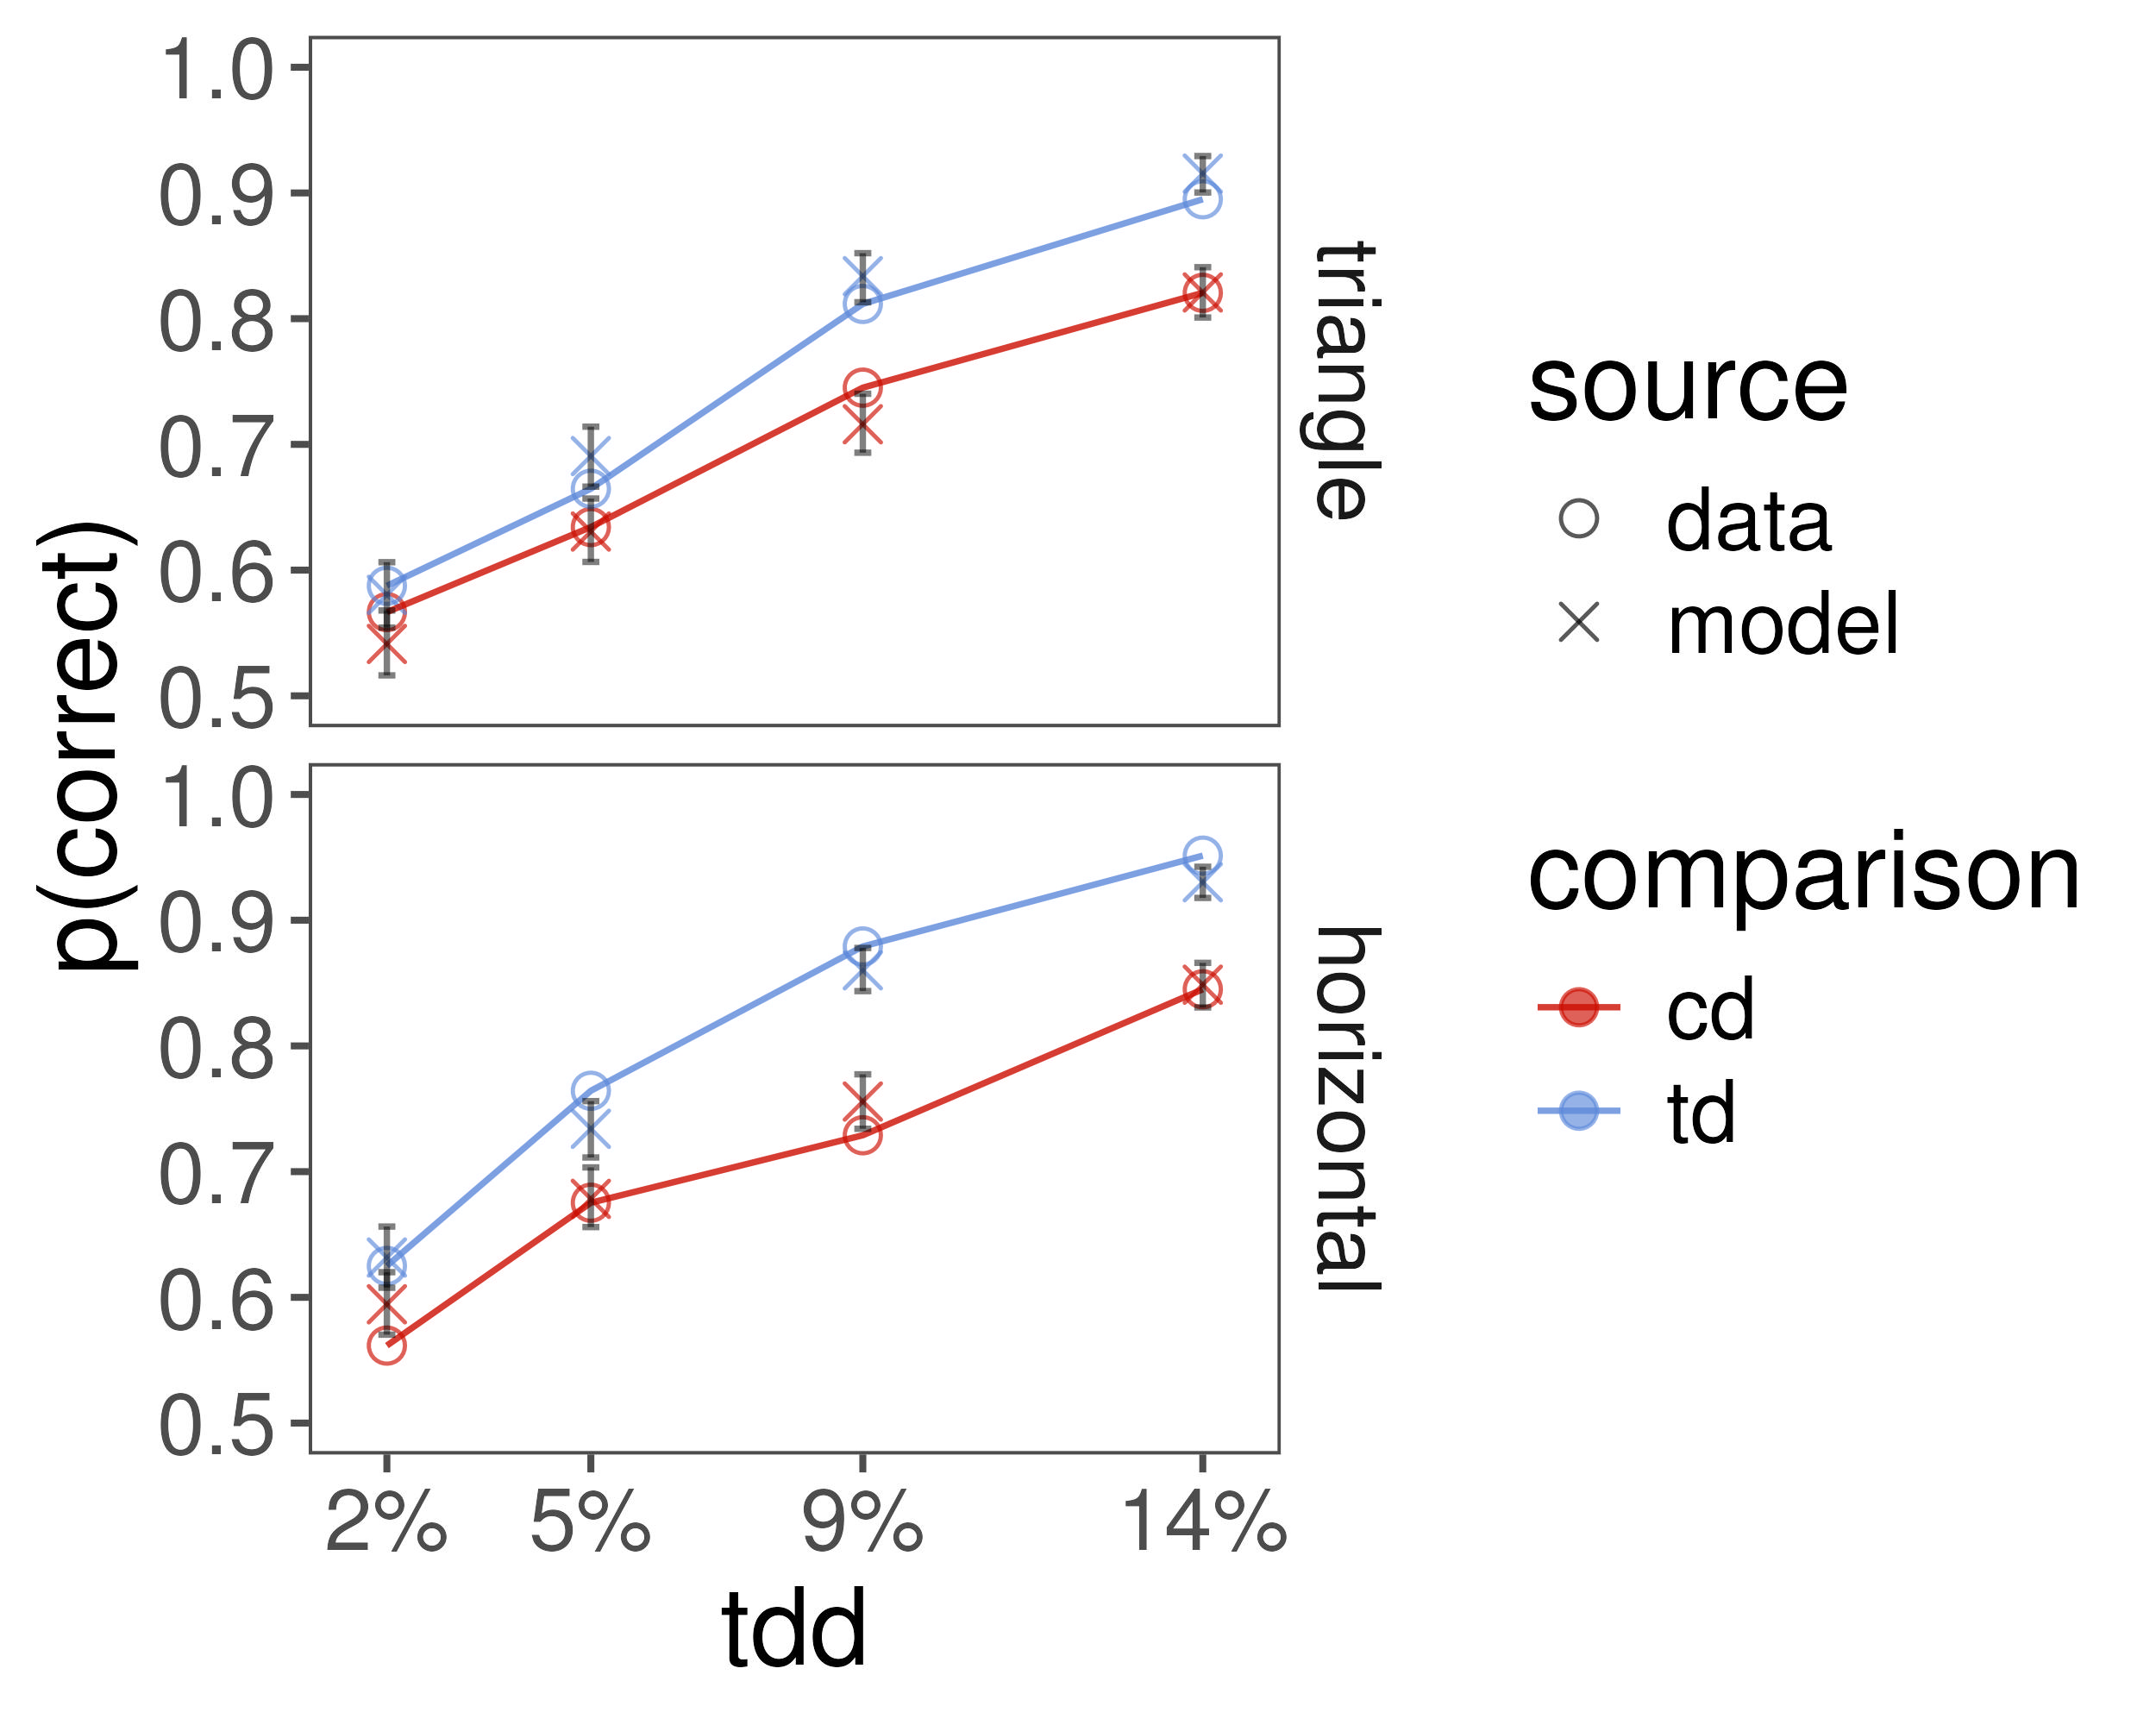 p(correct)
1.0
0.9
0.8
0.7
0.6
0.5
triangle
1.0
0.9
0.8
0.7
0.6
0.5
horizontal
2% 5% 9% 14%
tdd
source
data
model
comparison
cd
td